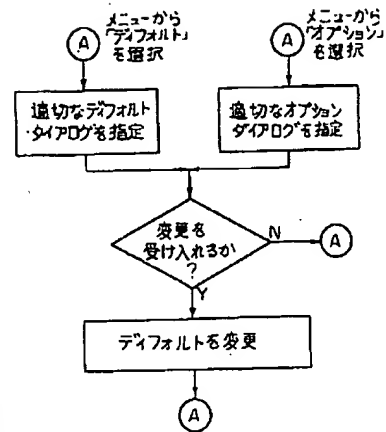 メニューから
「ディフォルト」
を選択
A
メニューから
「オプション」
を選択
A
適切なディフォルト
ダイアログを指定
適切なオプション
ダイアログを指定
変更を
受け入れるか
?
N
A
Y
ディフォルトを変更
A